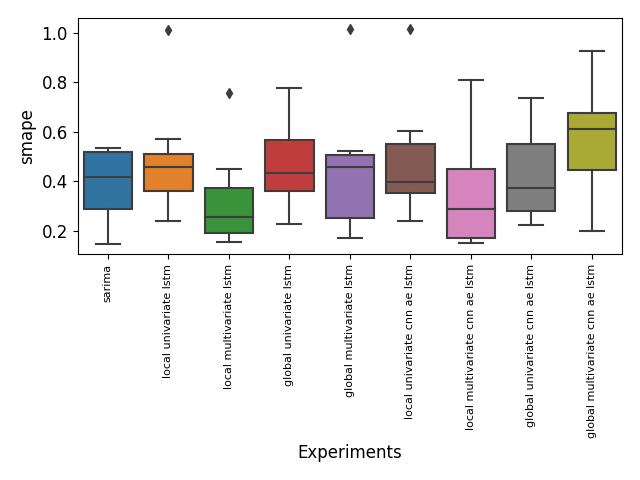 1.0
0.8
0.6
0.4
0.2
smape
sarima
local univariate lstm
local multivariate lstm
global univariate lstm
global multivariate lstm
local univariate cnn ae lstm
local multivariate cnn ae lstm
global univariate cnn ae lstm
global multivariate cnn ae lstm
Experiments